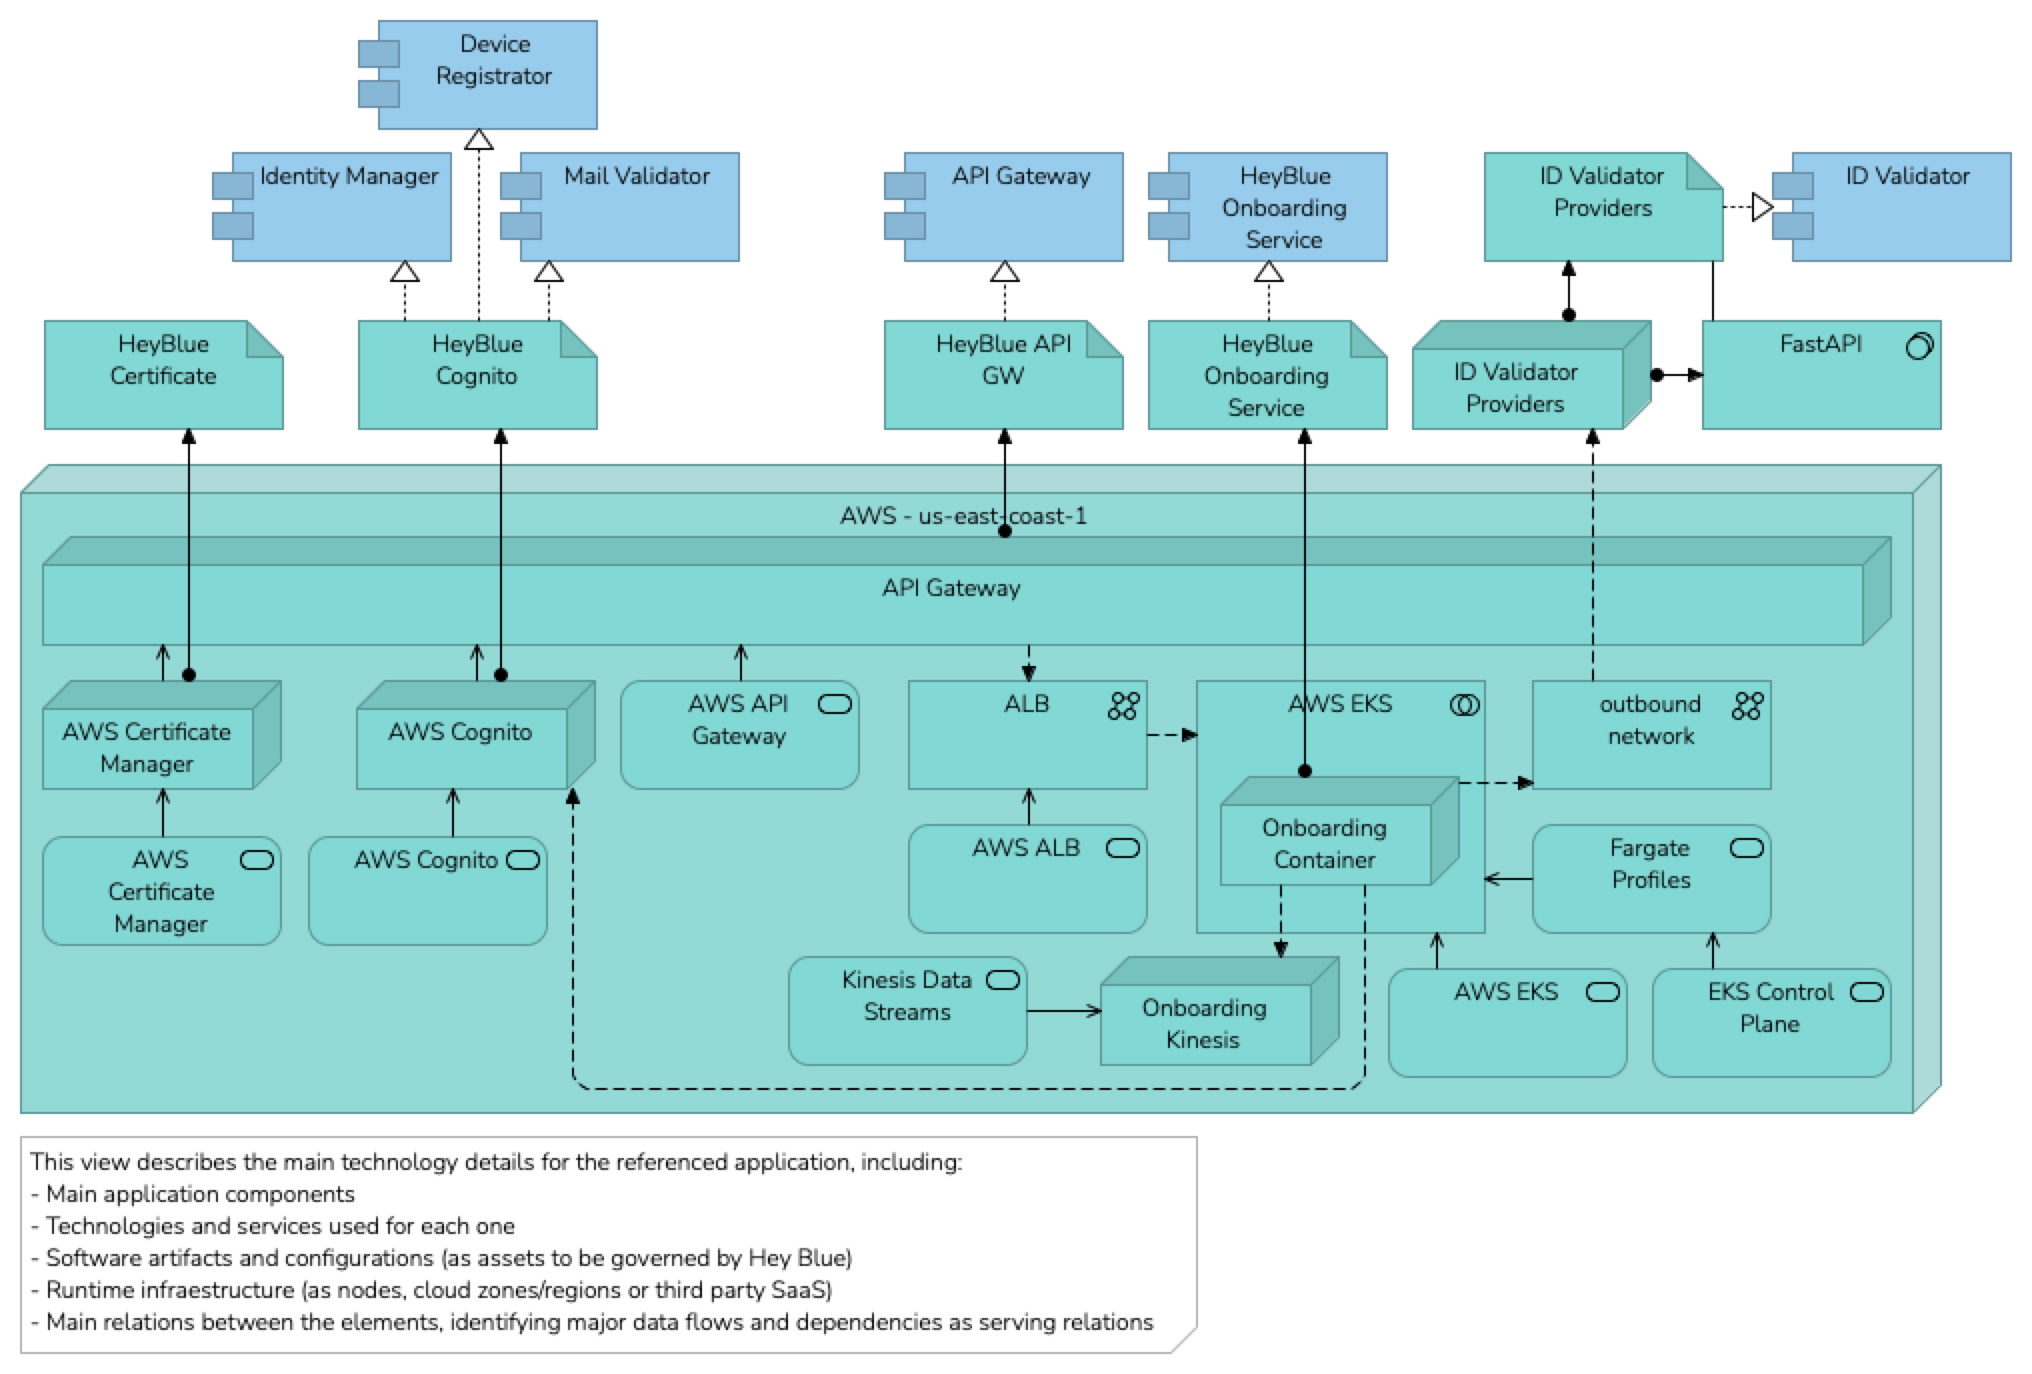 Device
Registrator
Identity Manager
Mail Validator
API Gateway
HeyBlue
Onboarding
Service
ID Validator
Providers
ID Validator
HeyBlue
Certificate
HeyBlue
Cognito
HeyBlue API
GW
HeyBlue
Onboarding
Service
ID Validator
Providers
FastAPI
AWS - us-east-coast-1
API Gateway
AWS Certificate
Manager
AWS Cognito
AWS API
Gateway
ALB
AWS EKS
outbound
network
Onboarding
Container
AWS
Certificate
Manager
AWS Cognito
AWS ALB
Fargate
Profiles
Kinesis Data
Streams
Onboarding
Kinesis
AWS EKS
EKS Control
Plane
This view describes the main technology details for the referenced application, including:
- Main application components
- Technologies and services used for each one
- Software artifacts and configurations (as assets to be governed by Hey Blue)
- Runtime infraestructure (as nodes, cloud zones/regions or third party SaaS)
- Main relations between the elements, identifying major data flows and dependencies as serving relations